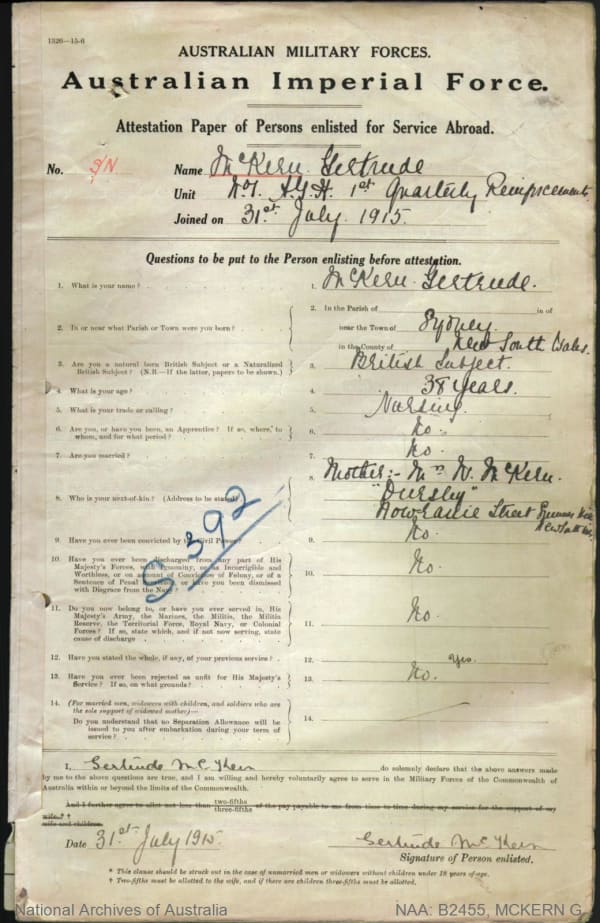 1326—15-6
AUSTRALIAN MILITARY FORCES.
Australian Imperial Force.
Attestation Paper of Persons enlisted for Service Abroad.
No. S/N Name McKern Gertrude
Unit No 1. A.G.H. 1st Quarterly Reinforcements
Joined on 31st July 1915.
Questions to be put to the Person enlisting before attestation.
1. What is your name? 1. McKern Gertrude.
2. In or near what Parish or Town were you born? 2. In the Parish of in or
near the Town of Sydney
in the County of New South Wales.
3. Are you a natural born British Subject or a Naturalized 3. British Subject.
British Subject? (N.B.—If the latter, papers to be shown.)
4. What is your age? 4. 38 years.
5. What is your trade or calling? 5. Nursing.
6. Are you, or have you been, an Apprentice? If so, where, to 6. No.
whom, and for what period?
7. Are you married? 7. No.
8. Who is your next-of-kin? (Address to be stated) 8. Mother:- Mrs W. McKern.
"Dursley"
Street
9. Have you ever been convicted by the Civil Power? 9. No.
S 392
10. Have you ever been discharged from any part of His 10. No.
Majesty's Forces, with Ignominy, or as Incorrigible and
Worthless, or on account of Conviction of Felony, or of a
Sentence of Penal Servitude, or have you been dismissed
with Disgrace from the Navy?
11. Do you now belong to, or have you ever served in, His 11. No.
Majesty's Army, the Marines, the Militia, the Militia
Reserve, the Territorial Force, Royal Navy, or Colonial
Forces? If so, state which, and if not now serving, state
cause of discharge
12. Have you stated the whole, if any, of your previous service? 12. Yes.
13. Have you ever been rejected as unfit for His Majesty's 13. No.
Service? If so, on what grounds?
14. (For married men, widowers with children, and soldiers who are
the sole support of widowed mother)—
Do you understand that no Separation Allowance will be 14.
issued to you after embarkation during your term of
service?
I, Gertrude McKern do solemnly declare that the above answers made
by me to the above questions are true, and I am willing and hereby voluntarily agree to serve in the Military Forces of the Commonwealth of
Australia within or beyond the limits of the Commonwealth.
And I further agree to allot not less than two-fifths three-fifths of the pay payable to me from time to time during my service for the support of my
wife.* †
wife and children.
Date 31st July 1915 Gertrude McKern
Signature of Person enlisted.
* This clause should be struck out in the case of unmarried men or widowers without children under 18 years of age.
† Two-fifths must be allotted to the wife, and if there are children three-fifths must be allotted.
National Archives of Australia NAA: B2455, MCKERN G